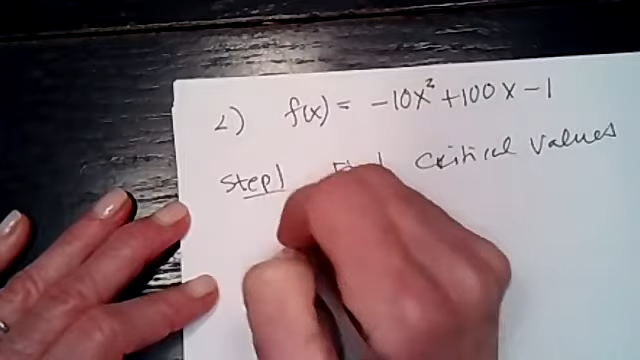 2) f(x) = -10x² + 100x - 1
Step 1 critical values